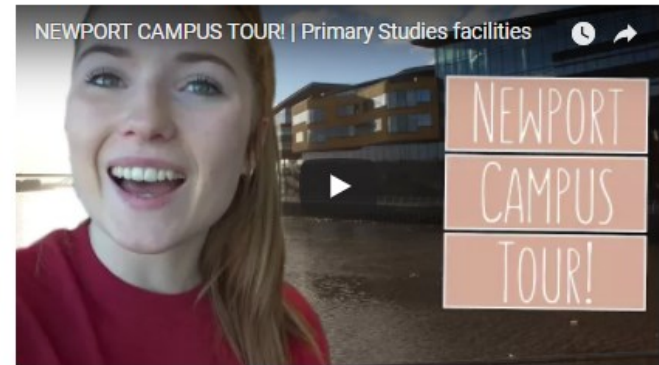 NEWPORT CAMPUS TOUR! | Primary Studies facilities
NEWPORT
CAMPUS
TOUR!